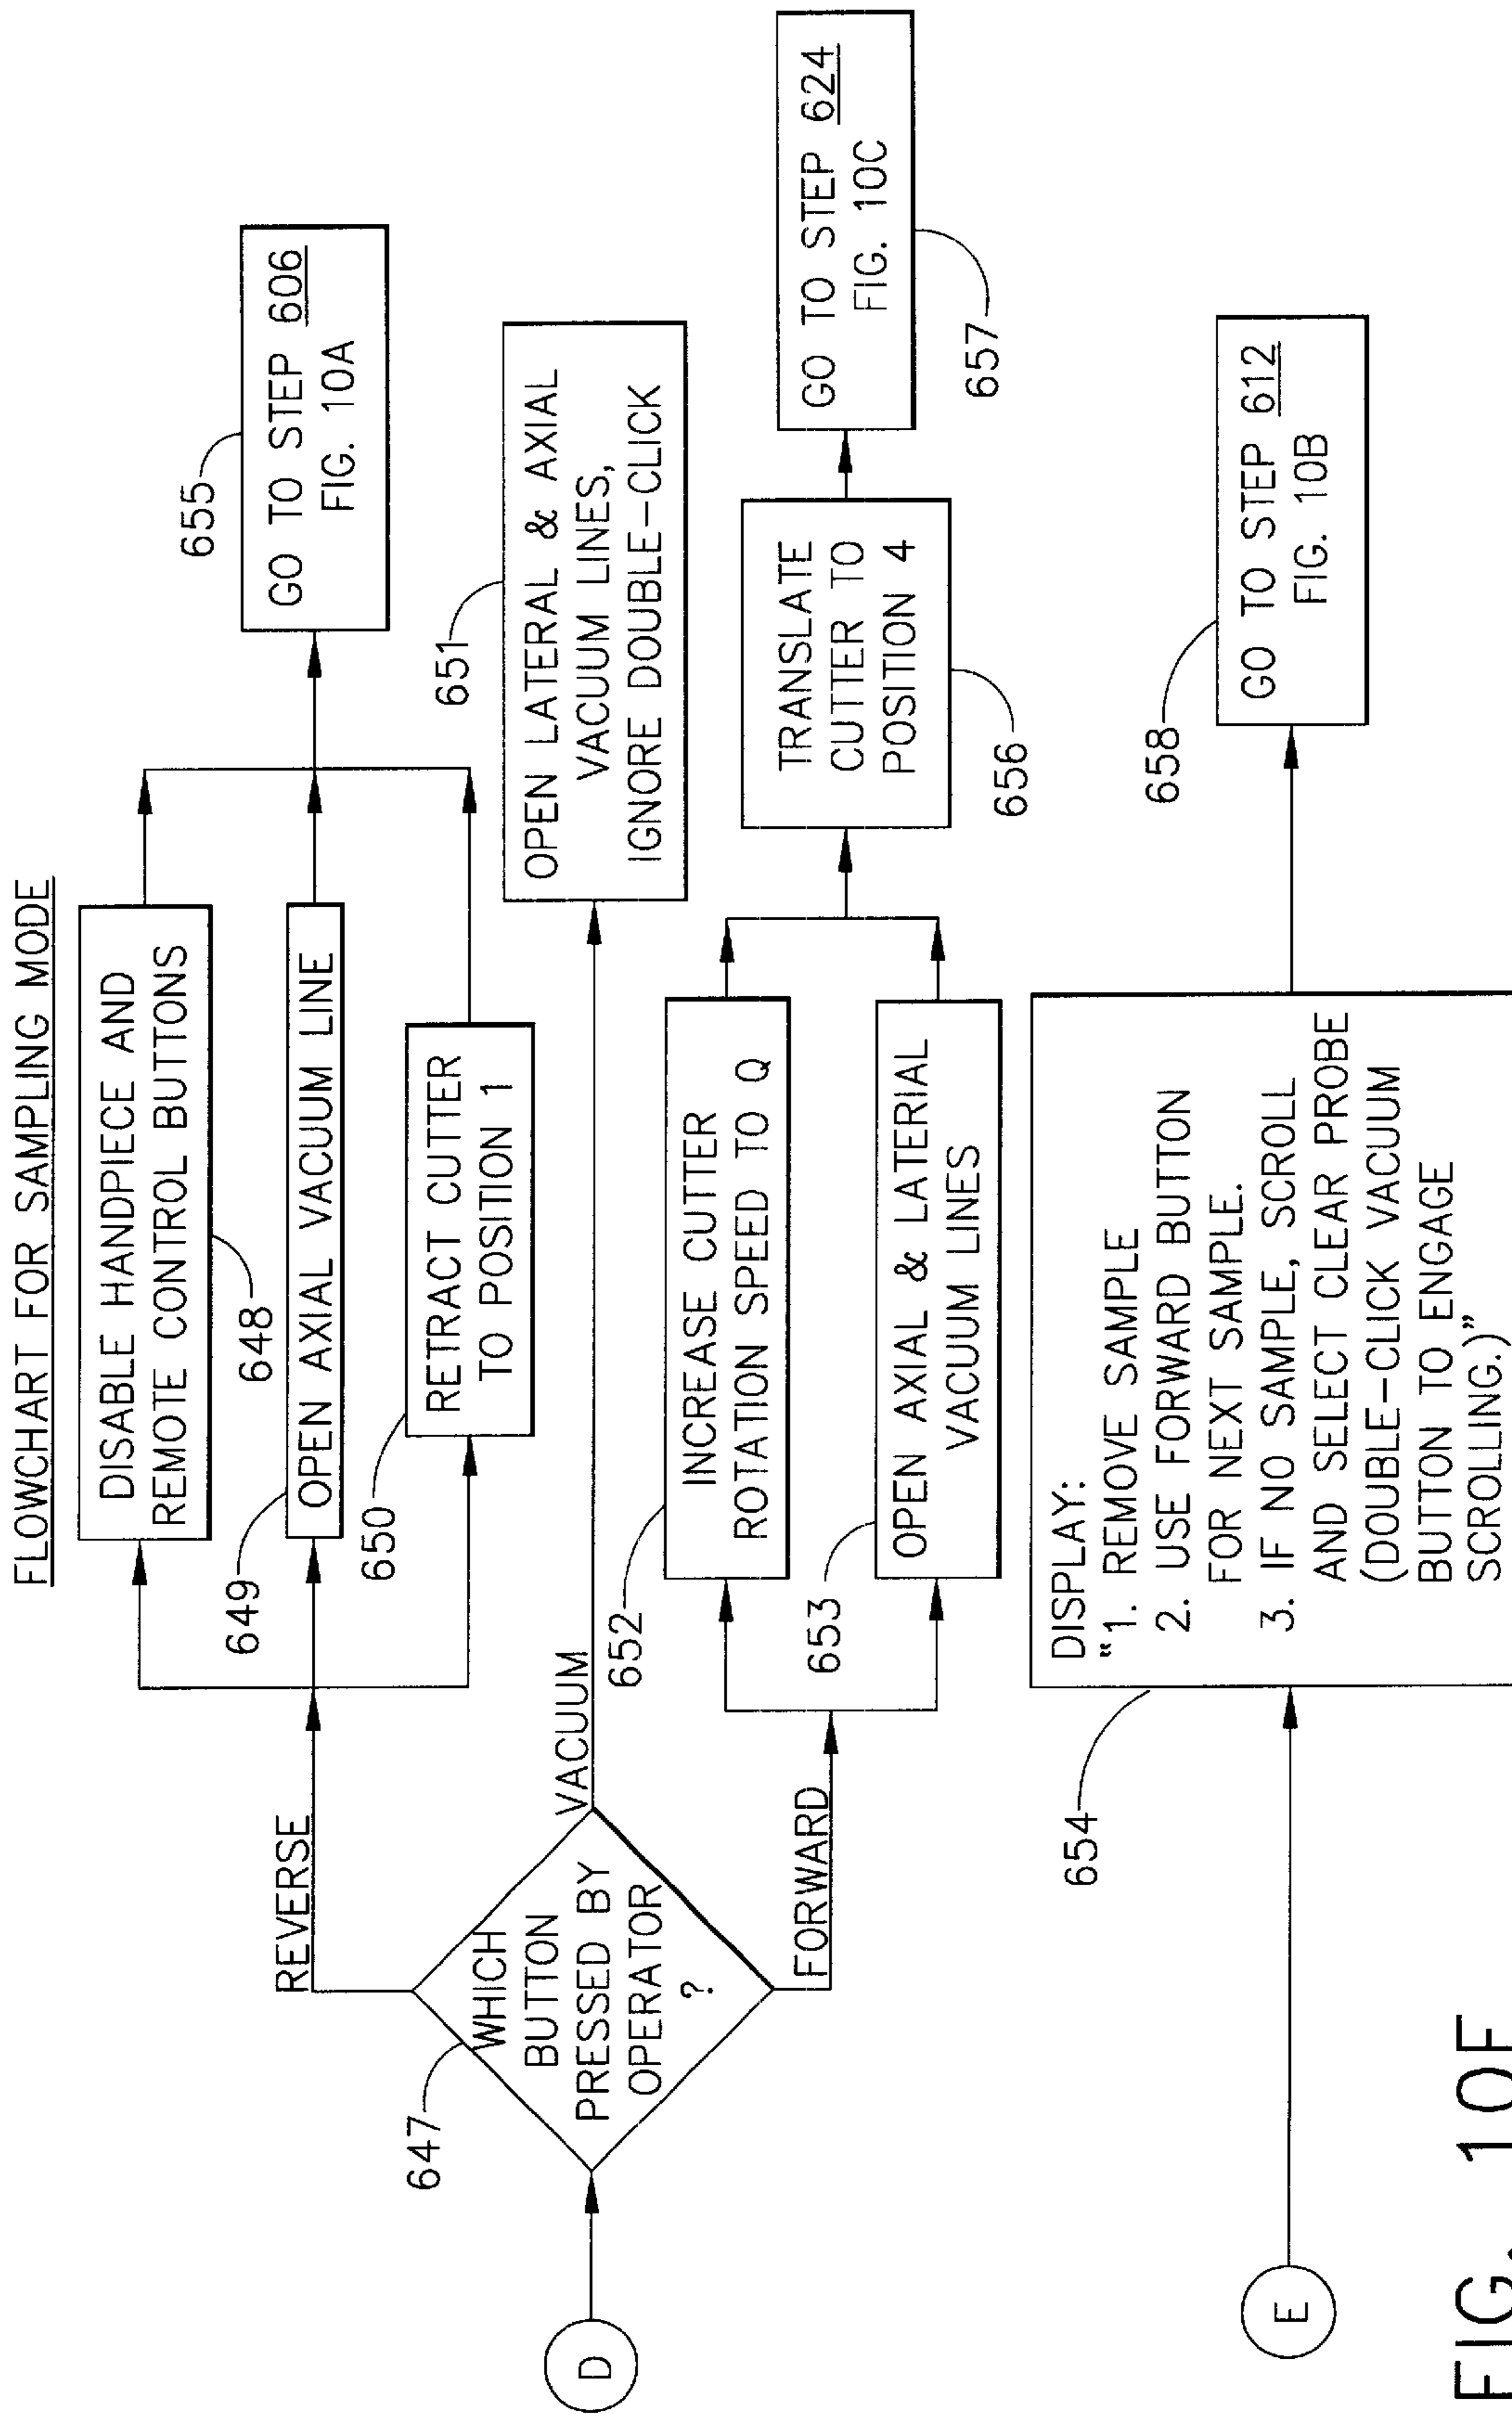 FLOWCHART FOR SAMPLING MODE
D
647
WHICH
BUTTON
PRESSED BY
OPERATOR
?
REVERSE
VACUUM
FORWARD
DISABLE HANDPIECE AND
REMOTE CONTROL BUTTONS
648
649
OPEN AXIAL VACUUM LINE
650
RETRACT CUTTER
TO POSITION 1
655
GO TO STEP 606
FIG. 10A
651
OPEN LATERAL & AXIAL
VACUUM LINES,
IGNORE DOUBLE-CLICK
652
INCREASE CUTTER
ROTATION SPEED TO Q
653
OPEN AXIAL & LATERIAL
VACUUM LINES
TRANSLATE
CUTTER TO
POSITION 4
656
GO TO STEP 624
FIG. 10C
657
E
654
DISPLAY:
"1. REMOVE SAMPLE
2. USE FORWARD BUTTON
FOR NEXT SAMPLE.
3. IF NO SAMPLE, SCROLL
AND SELECT CLEAR PROBE
(DOUBLE-CLICK VACUUM
BUTTON TO ENGAGE
SCROLLING.)"
658
GO TO STEP 612
FIG. 10B